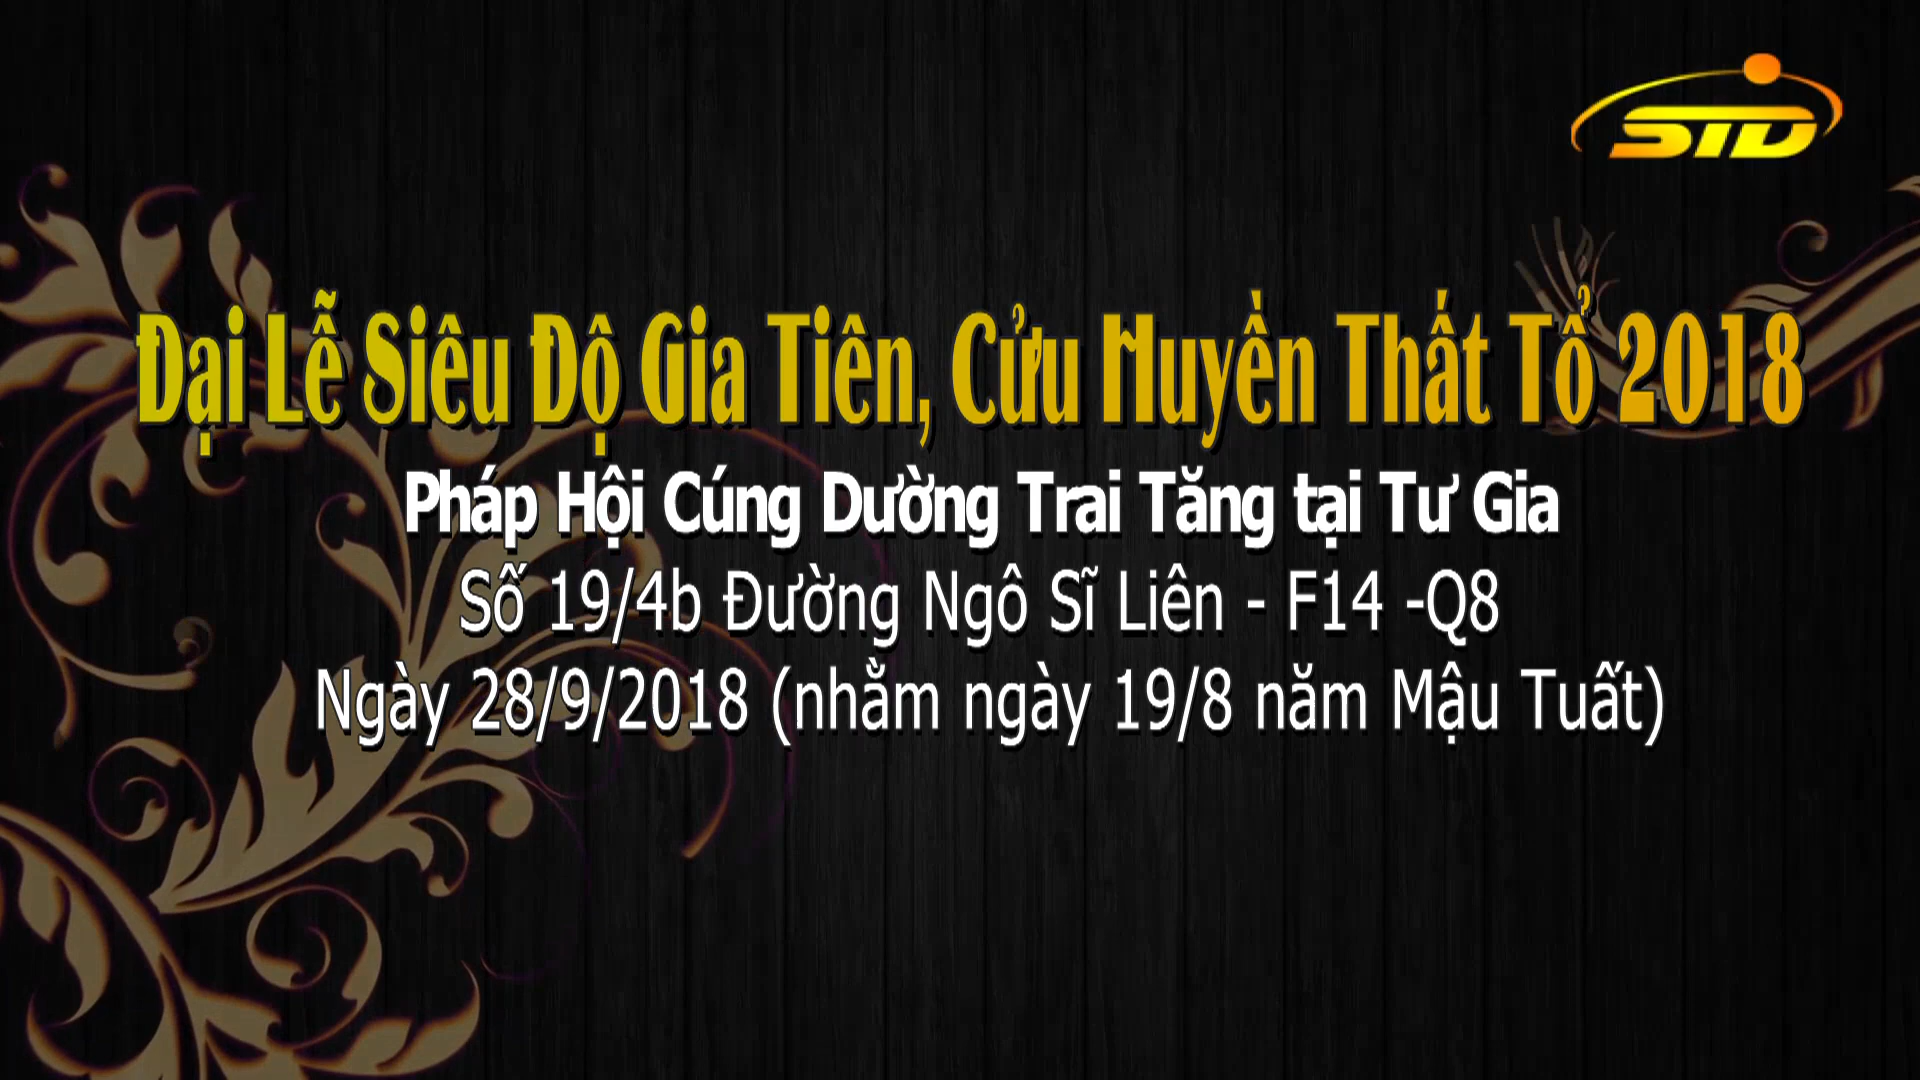 STD
Đại Lễ Siêu Độ Gia Tiên, Cửu Huyền Thất Tổ 2018
Pháp Hội Cúng Dường Trai Tăng tại Tư Gia
Số 19/4b Đường Ngô Sĩ Liên - F14 -Q8
Ngày 28/9/2018 (nhằm ngày 19/8 năm Mậu Tuất)